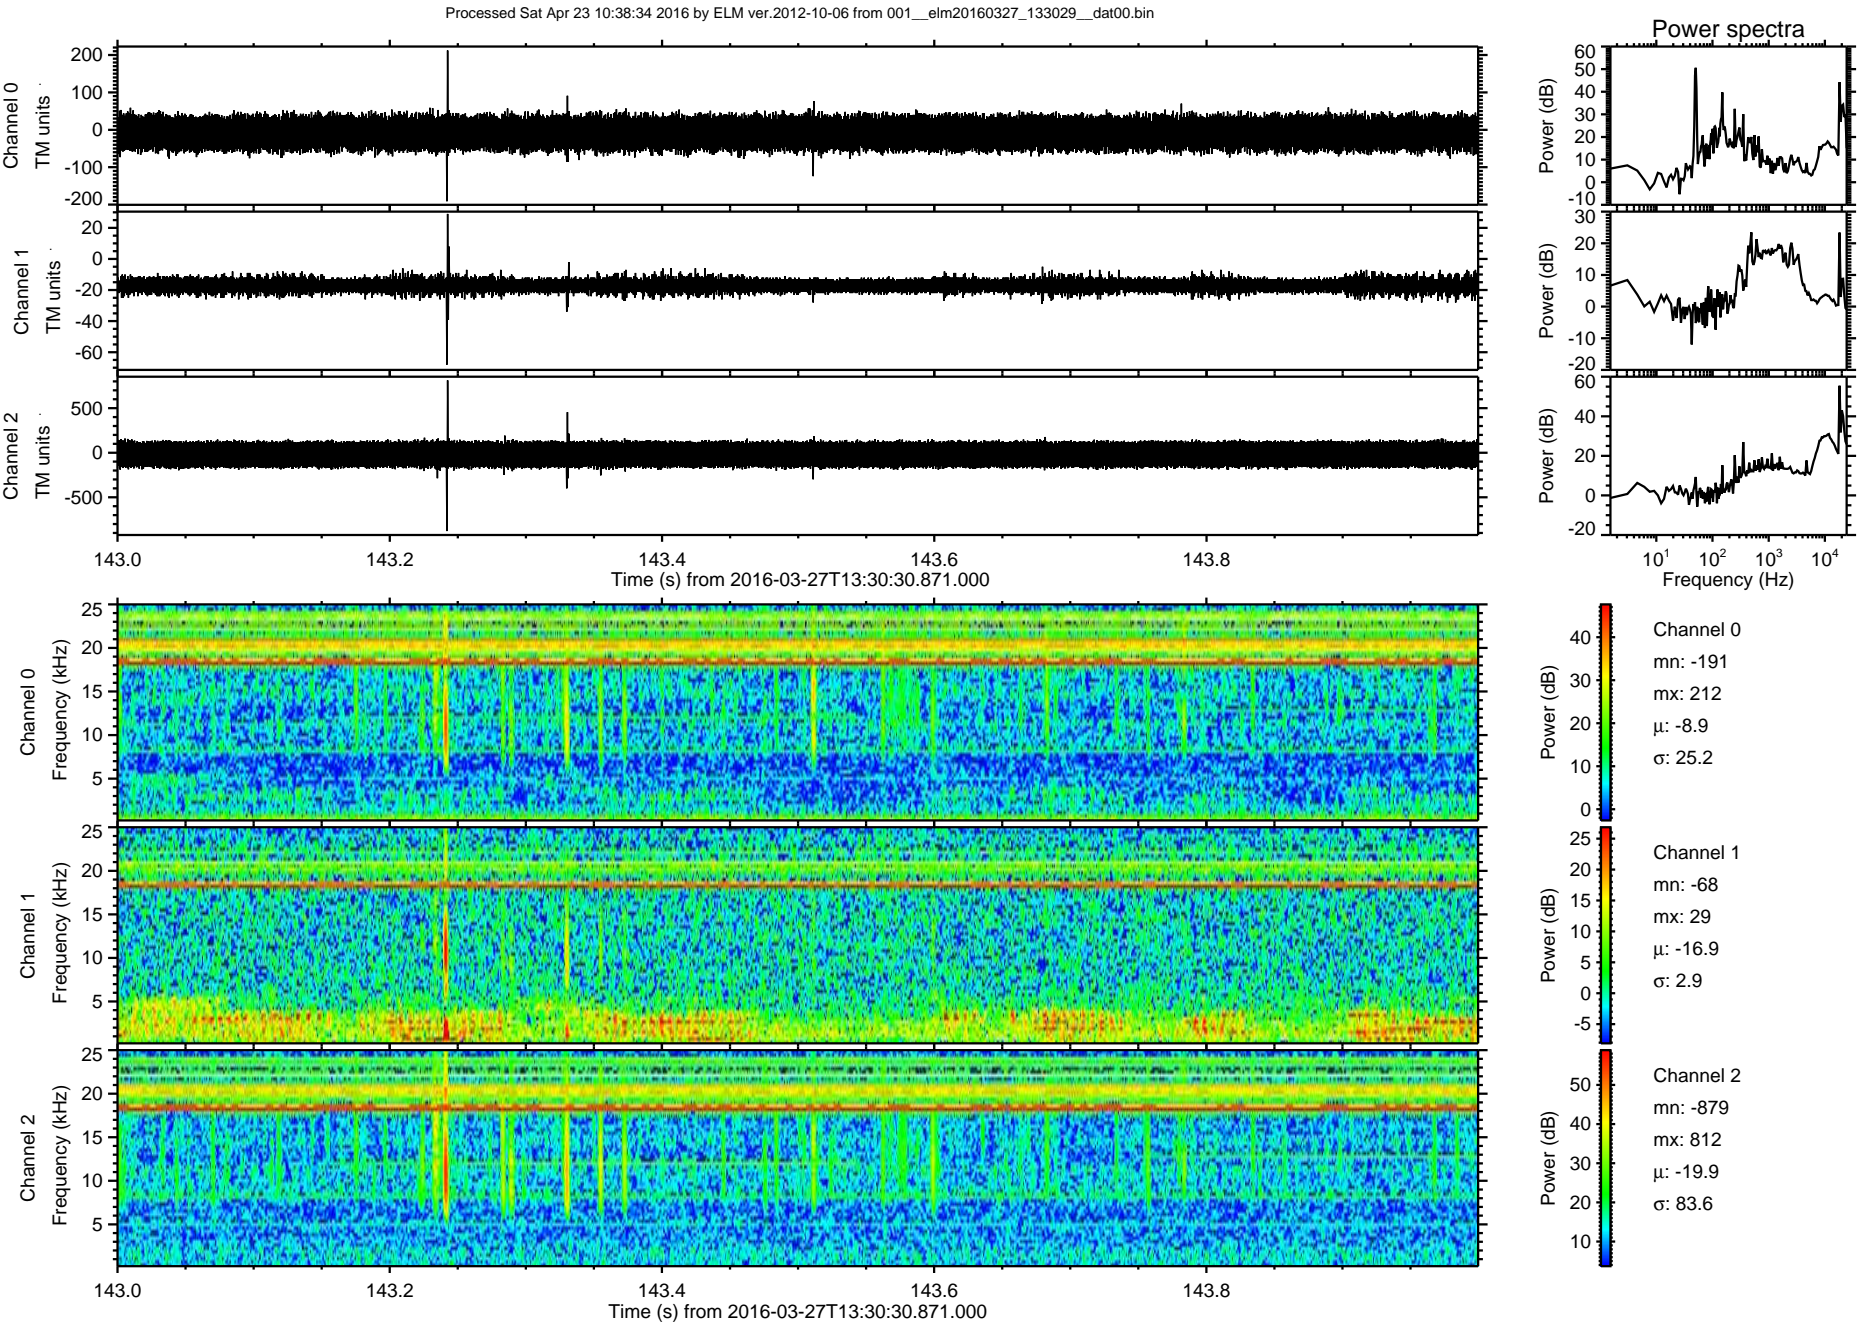 Processed Sat Apr 23 10:38:34 2016 by ELM ver.2012-10-06 from 001__elm20160327_133029__dat00.bin
Power spectra
Channel 0
TM units
200
100
0
-100
-200
Power (dB)
60
50
40
30
20
10
0
-10
Channel 1
TM units
20
0
-20
-40
-60
Power (dB)
30
20
10
0
-10
-20
Channel 2
TM units
500
0
-500
Power (dB)
60
40
20
0
-20
143.0 143.2 143.4 143.6 143.8
Time (s) from 2016-03-27T13:30:30.871.000
10¹ 10² 10³ 10⁴
Frequency (Hz)
Channel 0
Frequency (kHz)
25
20
15
10
5
Power (dB)
40
30
20
10
0
Channel 0
mn: -191
mx: 212
µ: -8.9
σ: 25.2
Channel 1
Frequency (kHz)
25
20
15
10
5
Power (dB)
25
20
15
10
5
0
-5
Channel 1
mn: -68
mx: 29
µ: -16.9
σ: 2.9
Channel 2
Frequency (kHz)
25
20
15
10
5
Power (dB)
50
40
30
20
10
Channel 2
mn: -879
mx: 812
µ: -19.9
σ: 83.6
143.0 143.2 143.4 143.6 143.8
Time (s) from 2016-03-27T13:30:30.871.000